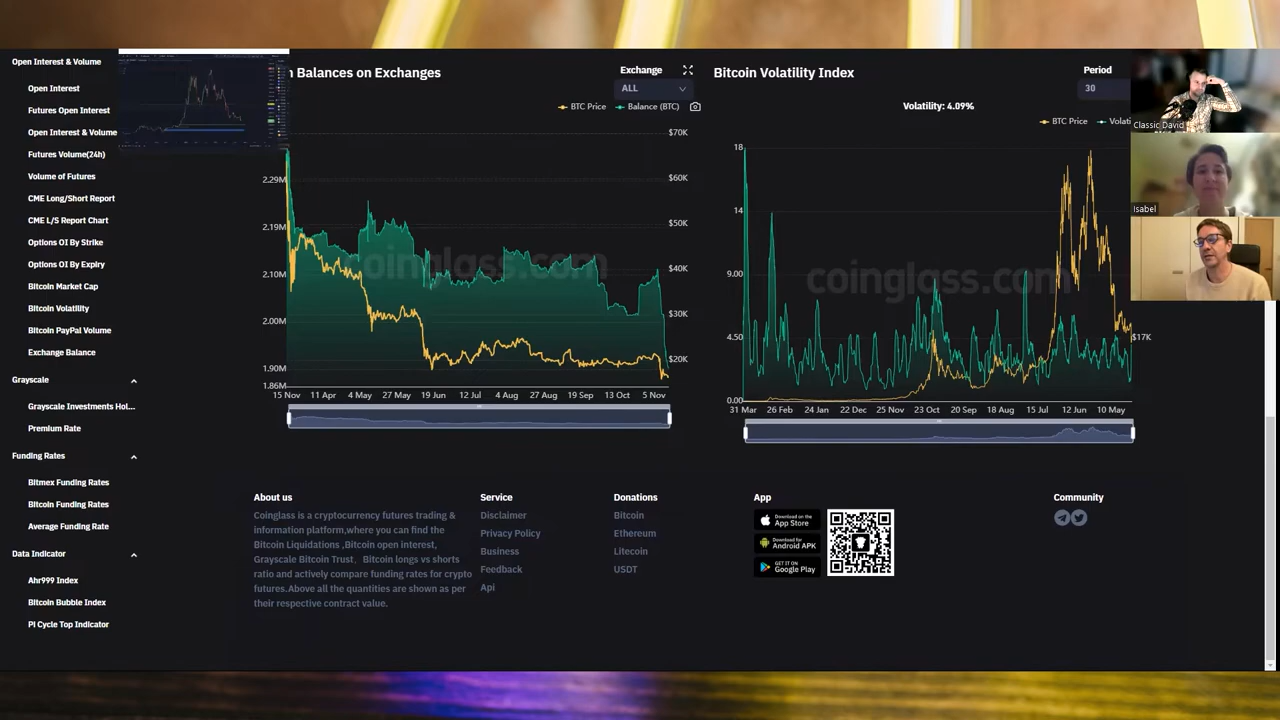 Open Interest & Volume
Open Interest
Futures Open Interest
Open Interest & Volume
Futures Volume(24h)
Volume of Futures
CME Long/Short Report
CME L/S Report Chart
Options OI By Strike
Options OI By Expiry
Bitcoin Market Cap
Bitcoin Volatility
Bitcoin PayPal Volume
Exchange Balance
Grayscale
Grayscale Investments Hol...
Premium Rate
Funding Rates
Bitmex Funding Rates
Bitcoin Funding Rates
Average Funding Rate
Data Indicator
Ahr999 Index
Bitcoin Bubble Index
PI Cycle Top Indicator
n Balances on Exchanges
Exchange
ALL
BTC Price
Balance (BTC)
$70K
2.29M
$60K
2.19M
$50K
2.10M
$40K
2.00M
$30K
1.90M
$20K
1.86M
15 Nov 11 Apr 4 May 27 May 19 Jun 12 Jul 4 Aug 27 Aug 19 Sep 13 Oct 5 Nov
coinglass.com
Bitcoin Volatility Index
Period
30
Volatility: 4.09%
BTC Price
Volati
18
14
9.00
4.50
0.00
$17K
31 Mar 26 Feb 24 Jan 22 Dec 25 Nov 23 Oct 20 Sep 18 Aug 15 Jul 12 Jun 10 May
coinglass.com
Classic David
Isabel
About us
Coinglass is a cryptocurrency futures trading &
information platform,where you can find the
Bitcoin Liquidations ,Bitcoin open interest,
Grayscale Bitcoin Trust、Bitcoin longs vs shorts
ratio and actively compare funding rates for crypto
futures.Above all the quantities are shown as per
their respective contract value.
Service
Disclaimer
Privacy Policy
Business
Feedback
Api
Donations
Bitcoin
Ethereum
Litecoin
USDT
App
Download on the
App Store
Download for
Android APK
GET IT ON
Google Play
Community